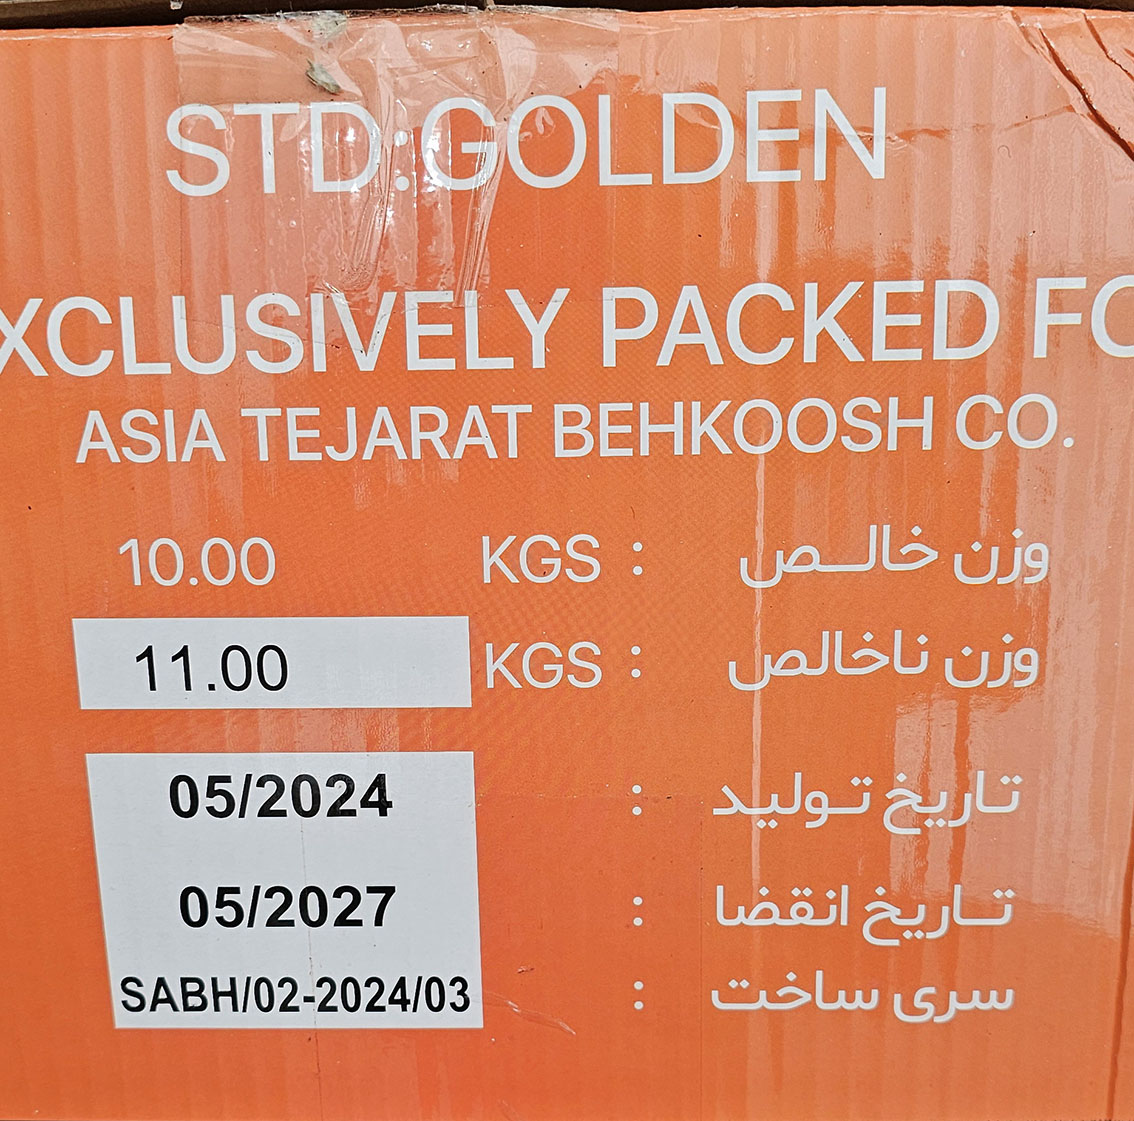 STD:GOLDEN
XCLUSIVELY PACKED FO
ASIA TEJARAT BEHKOOSH CO.
وزن خالص : KGS 10.00
وزن ناخالص : KGS 11.00
تاریخ تولید : 05/2024
تاریخ انقضا : 05/2027
سری ساخت : SABH/02-2024/03